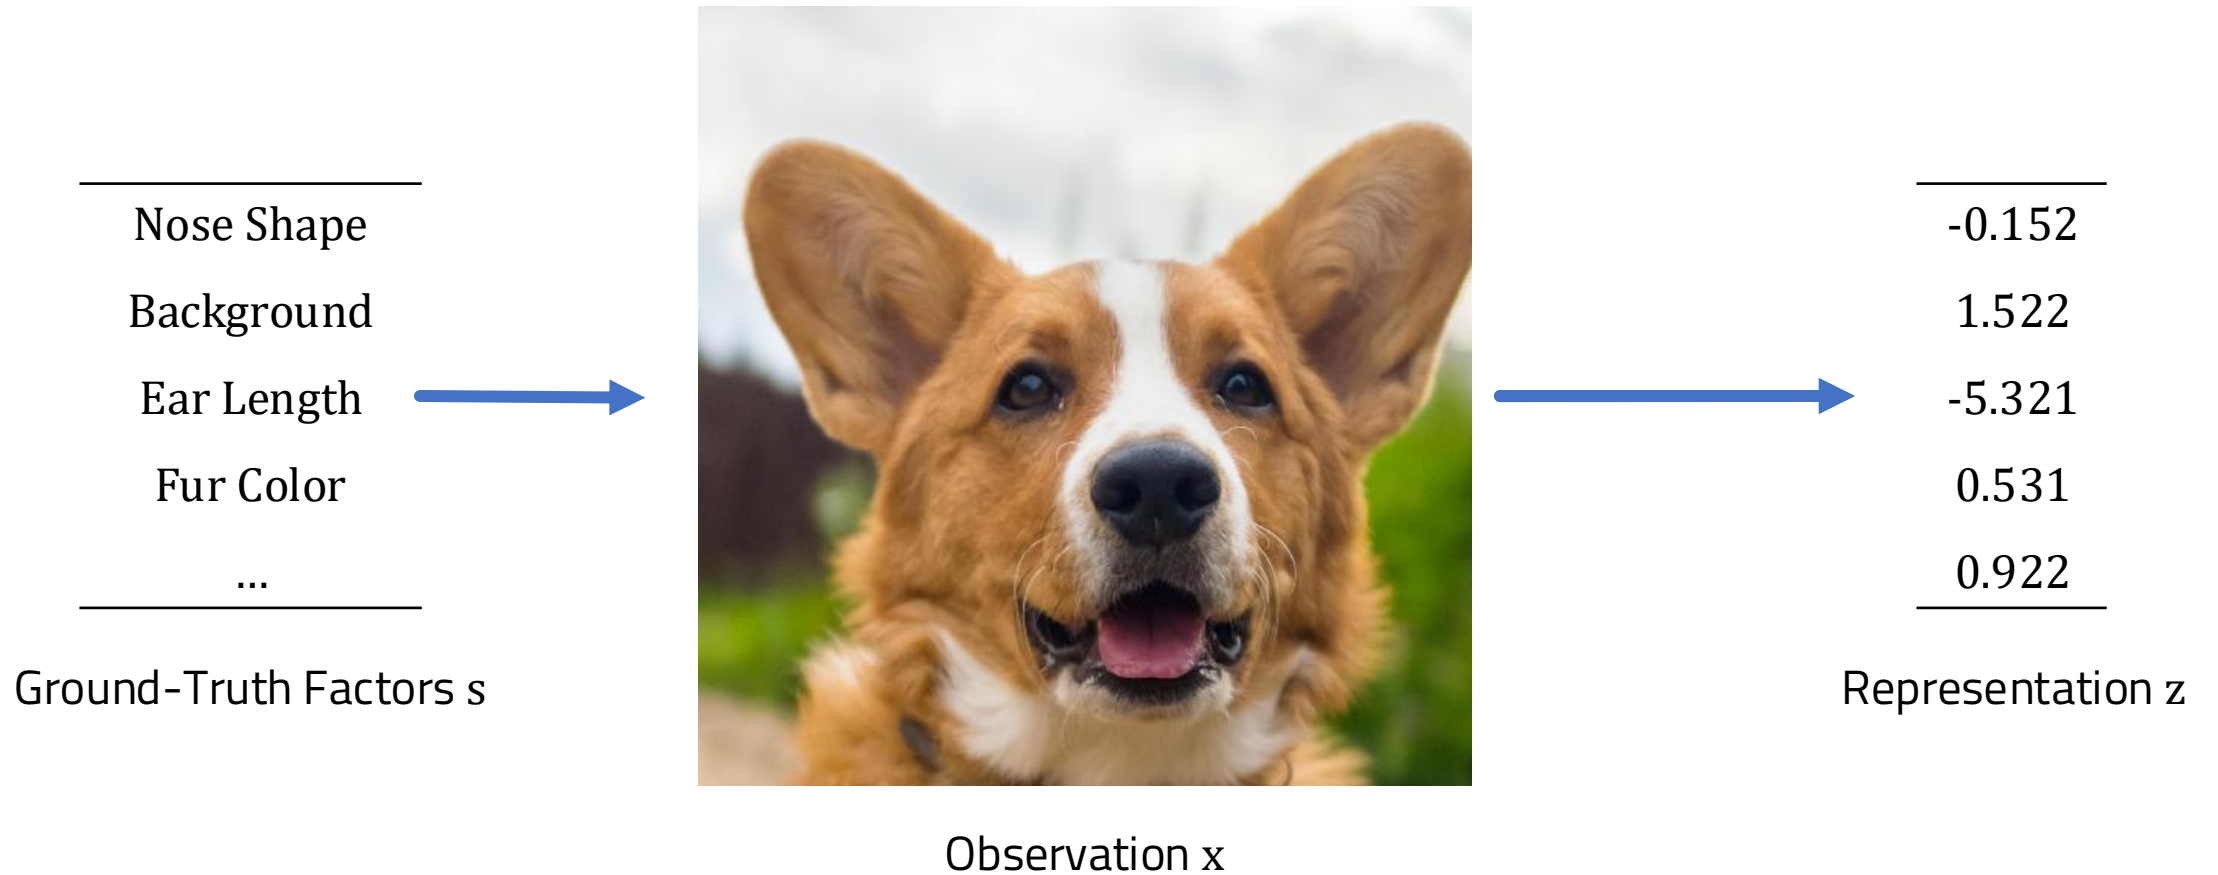 Nose Shape
Background
Ear Length
Fur Color
...
Ground-Truth Factors s
Observation x
-0.152
1.522
-5.321
0.531
0.922
Representation z